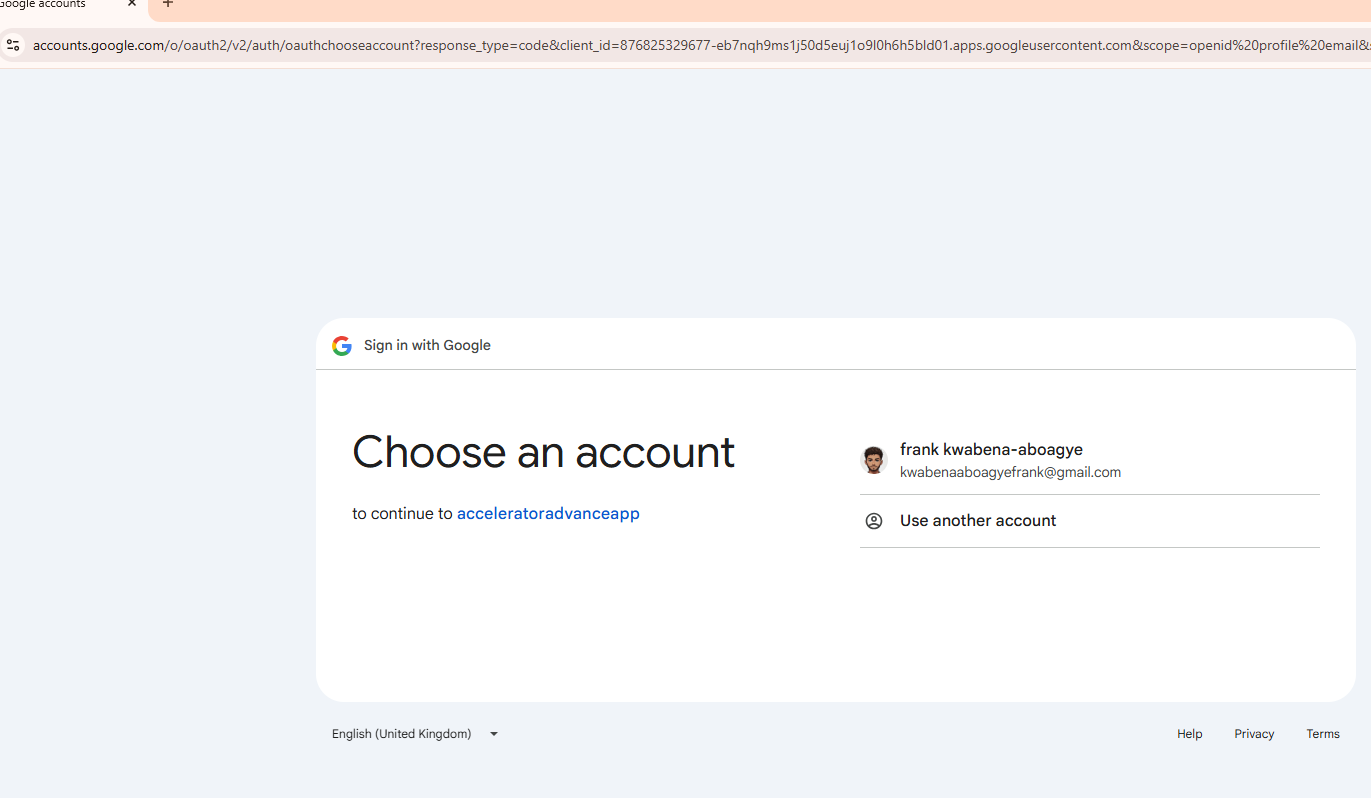 Google accounts
accounts.google.com/o/oauth2/v2/auth/oauthchooseaccount?response_type=code&client_id=876825329677-eb7nqh9ms1j50d5euj1o9l0h6h5bld01.apps.googleusercontent.com&scope=openid%20profile%20email&
Sign in with Google
Choose an account
to continue to acceleratoradvanceapp
frank kwabena-aboagye
kwabenaaboagyefrank@gmail.com
Use another account
English (United Kingdom)
Help Privacy Terms